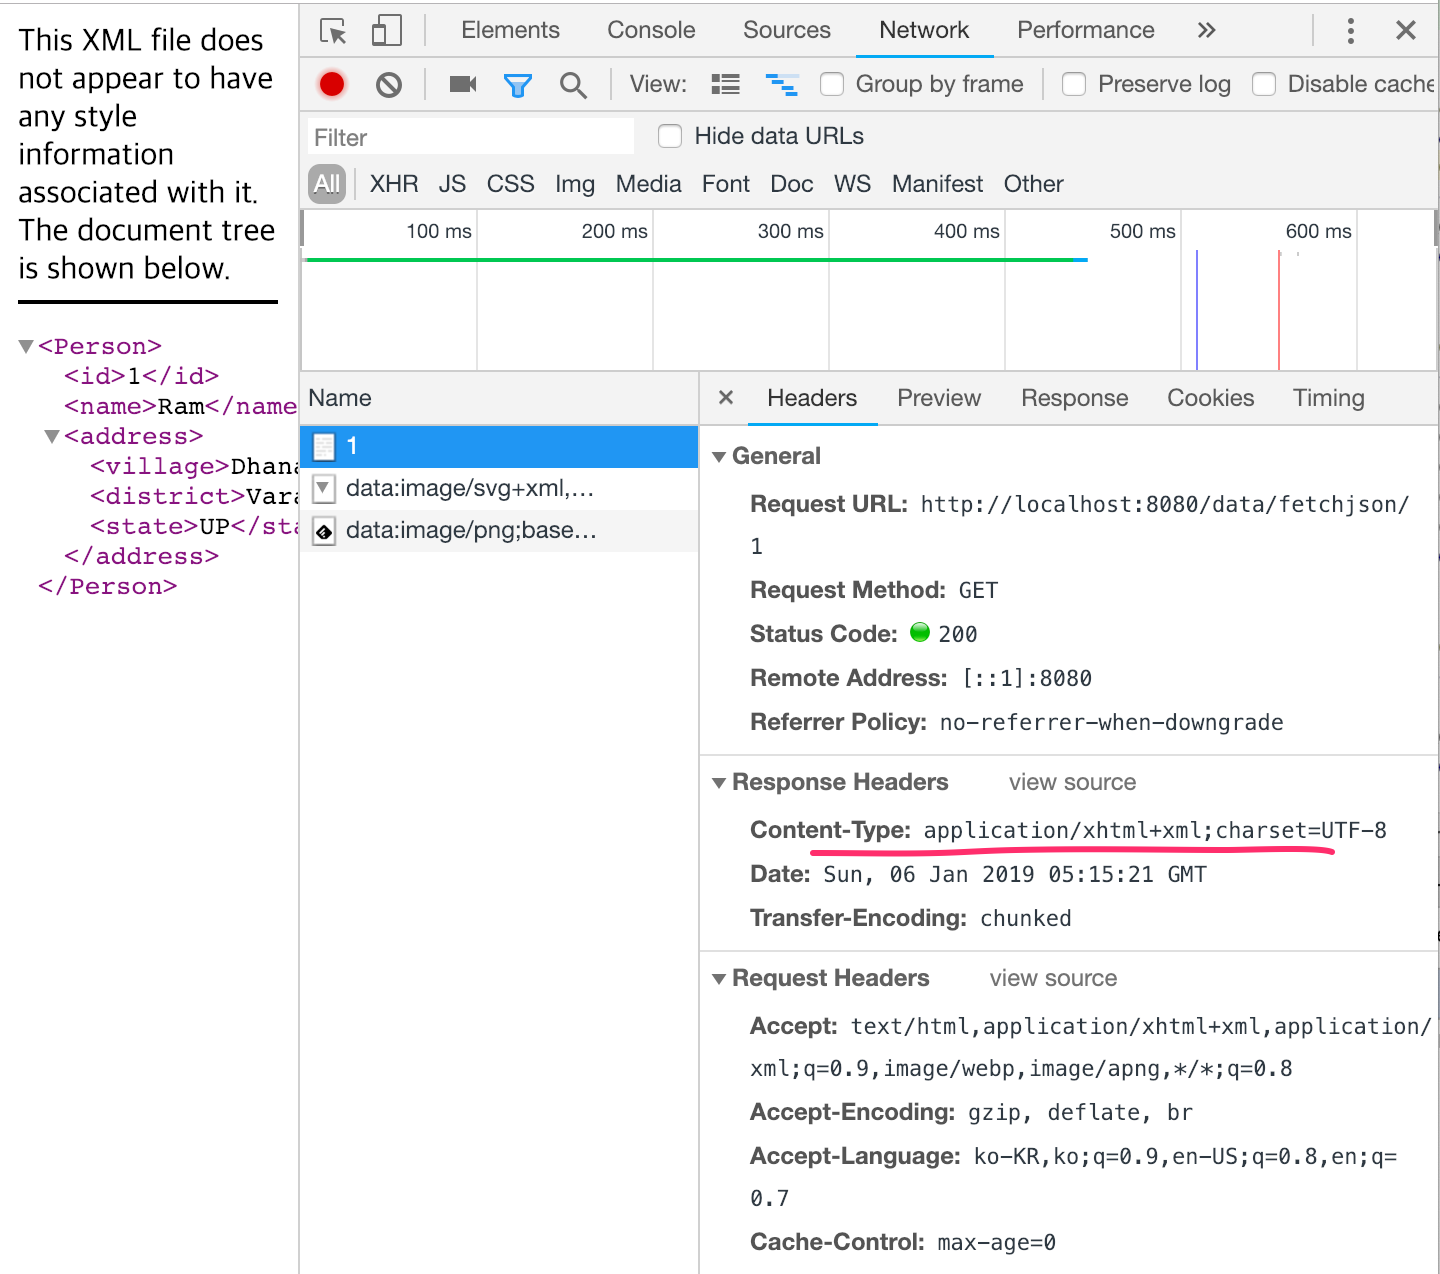 This XML file does
not appear to have
any style
information
associated with it.
The document tree
is shown below.
<Person>
<id>1</id>
<name>Ram</name
<address>
<village>
<district>
<state>UP</sta
</address>
</Person>
Elements Console Sources Network Performance »
View: Group by frame Preserve log Disable cache
Filter Hide data URLs
All XHR JS CSS Img Media Font Doc WS Manifest Other
100 ms 200 ms 300 ms 400 ms 500 ms 600 ms
Name
1
data:image/svg+xml,…
data:image/png;base…
× Headers Preview Response Cookies Timing
General
Request URL: http://localhost:8080/data/fetchjson/
1
Request Method: GET
Status Code: 200
Remote Address: [::1]:8080
Referrer Policy: no-referrer-when-downgrade
Response Headers view source
Content-Type: application/xhtml+xml;charset=UTF-8
Date: Sun, 06 Jan 2019 05:15:21 GMT
Transfer-Encoding: chunked
Request Headers view source
Accept: text/html,application/xhtml+xml,application/
xml;q=0.9,image/webp,image/apng,*/*;q=0.8
Accept-Encoding: gzip, deflate, br
Accept-Language: ko-KR,ko;q=0.9,en-US;q=0.8,en;q=
0.7
Cache-Control: max-age=0